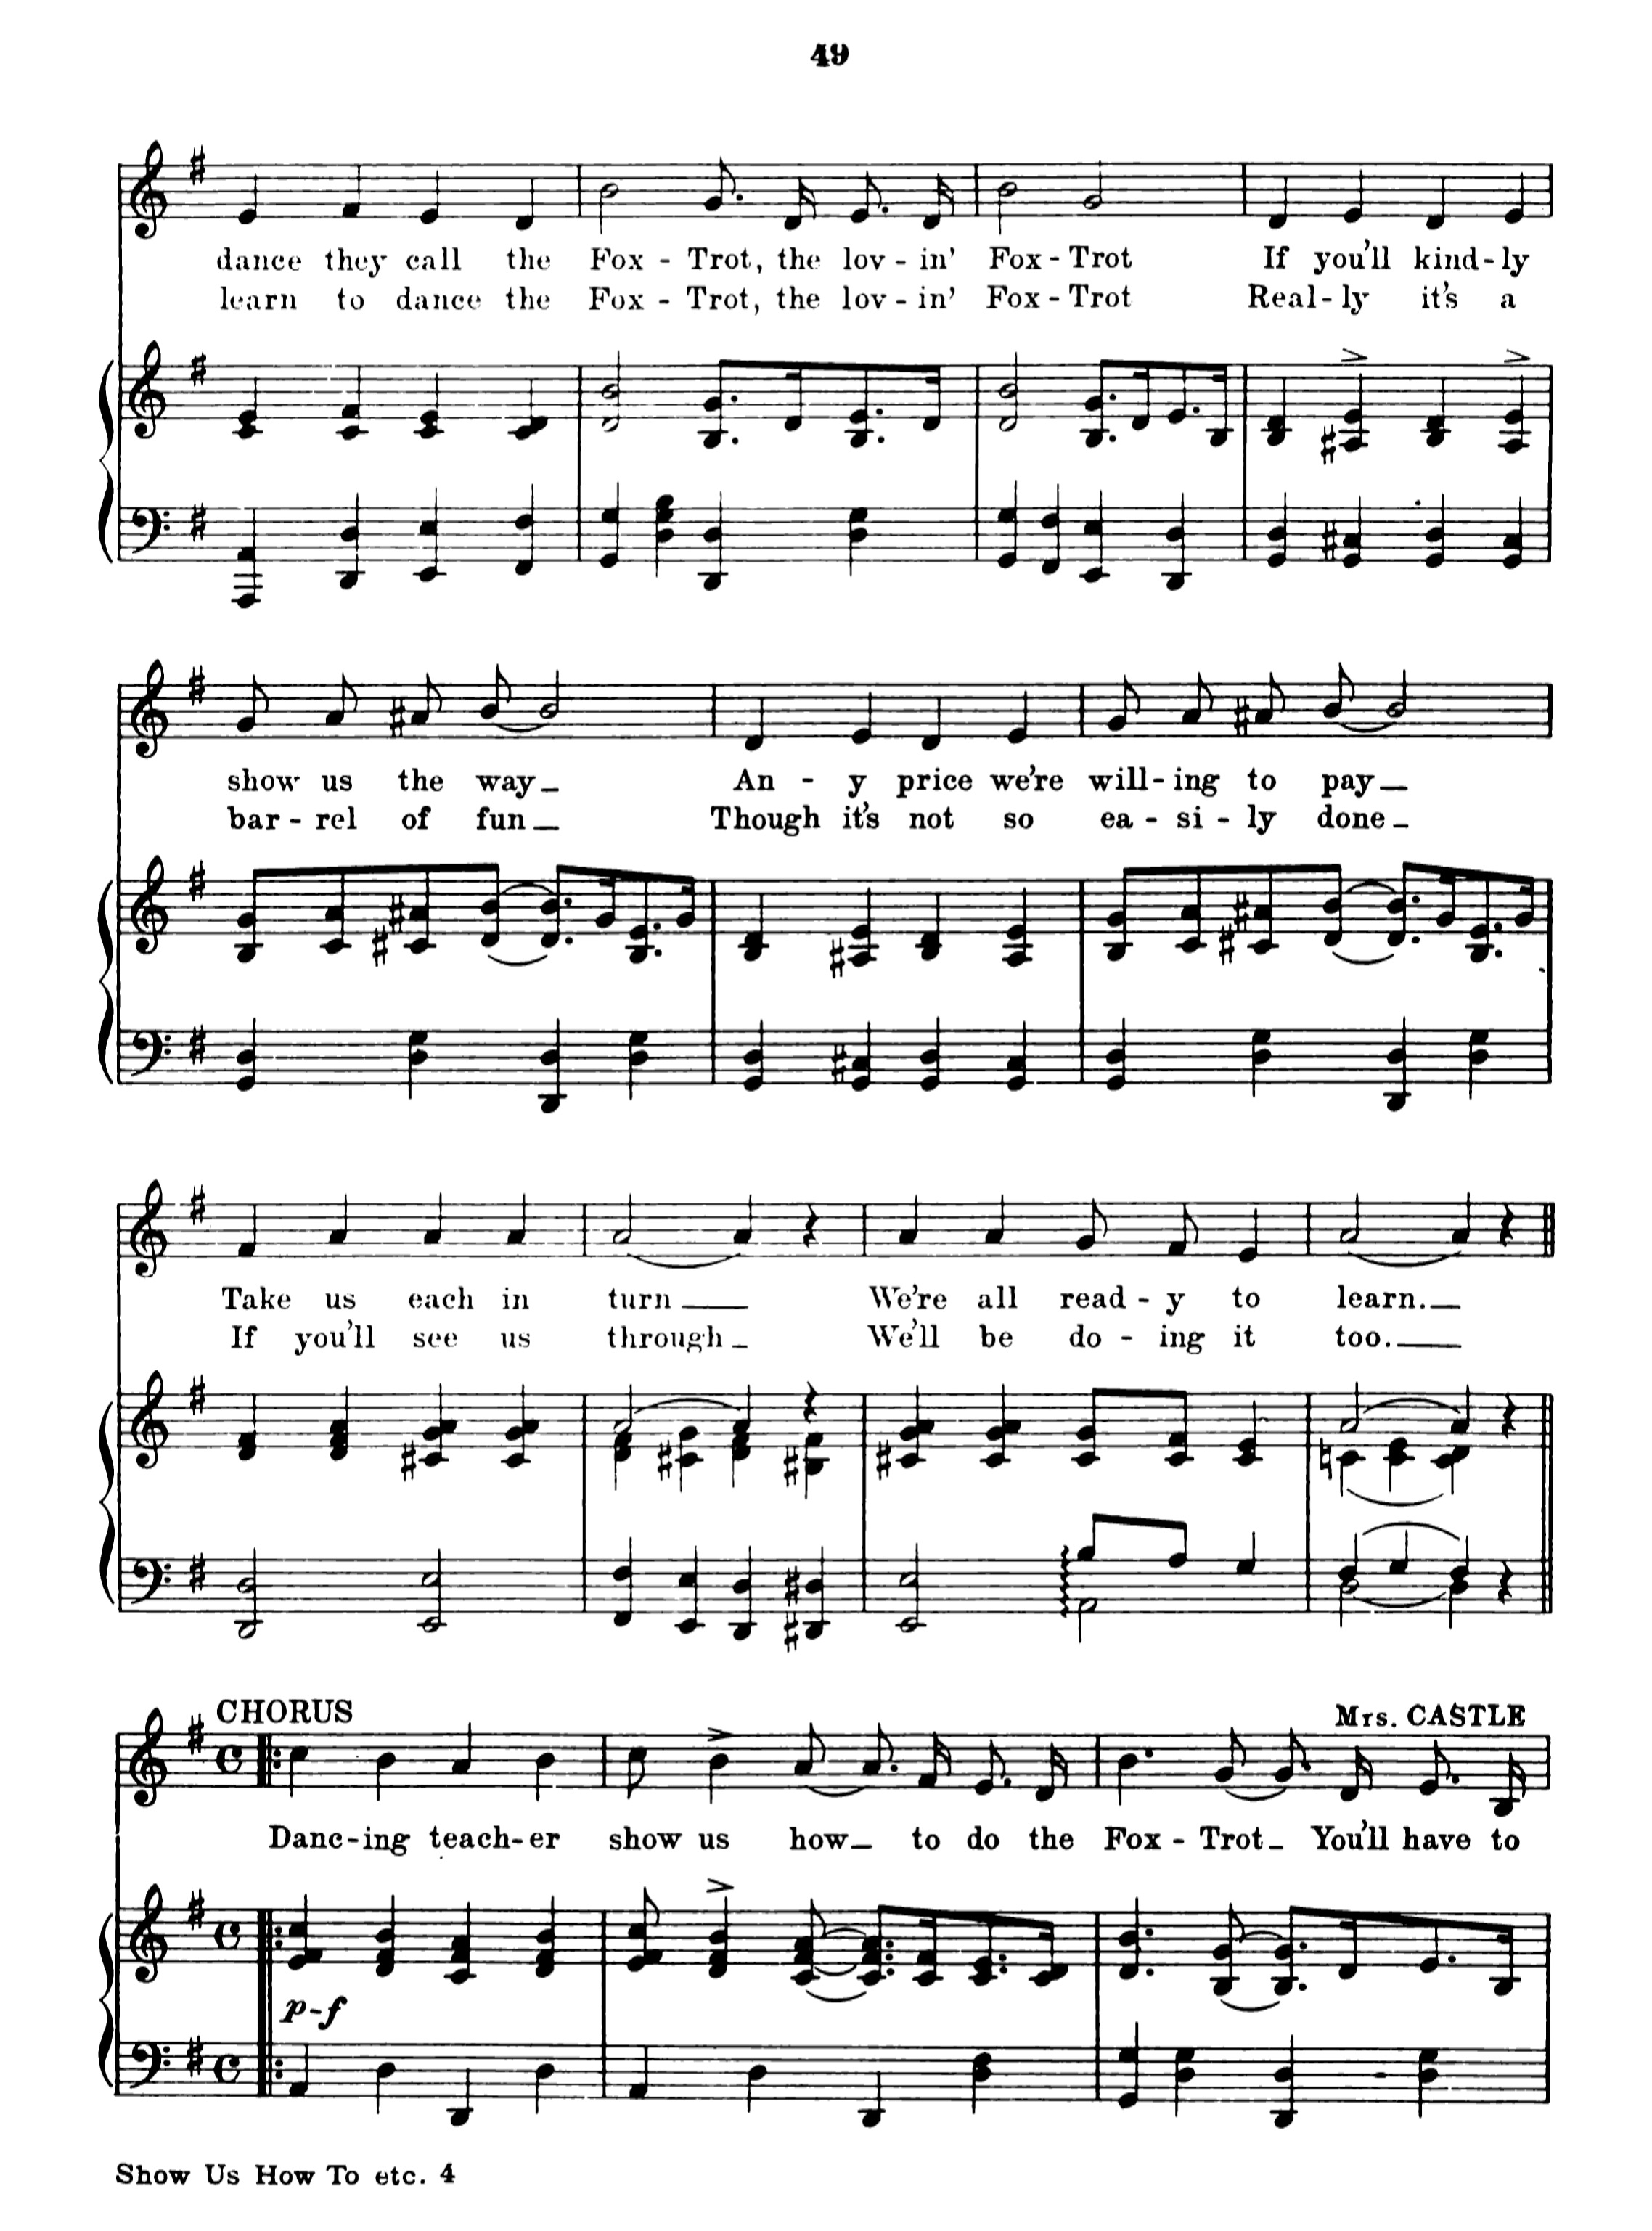 49
dance they call the Fox - Trot, the lov - in' Fox - Trot If you'll kind - ly
learn to dance the Fox - Trot, the lov - in' Fox - Trot Real - ly it's a
show us the way_ An - y price we're will - ing to pay_
bar - rel of fun_ Though it's not so ea - si - ly done_
Take us each in turn_ We're all read - y to learn._
If you'll see us through_ We'll be do - ing it too._
CHORUS
Mrs. CASTLE
Danc - ing teach - er show us how_ to do the Fox - Trot_ You'll have to
p-f
Show Us How To etc. 4